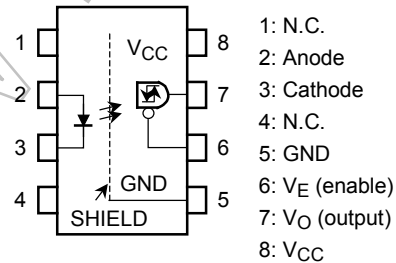 1 VCC 8 1: N.C.
2 7 2: Anode
3 6 3: Cathode
4 GND 5 4: N.C.
SHIELD 5: GND
6: VE (enable)
7: VO (output)
8: VCC